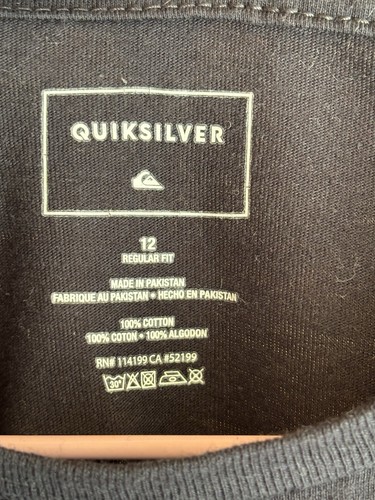 QUIKSILVER
12
REGULAR FIT
MADE IN PAKISTAN
FABRIQUE AU PAKISTAN • HECHO EN PAKISTAN
100% COTTON
100% COTON • 100% ALGODON
RN# 114199 CA #52199
30°